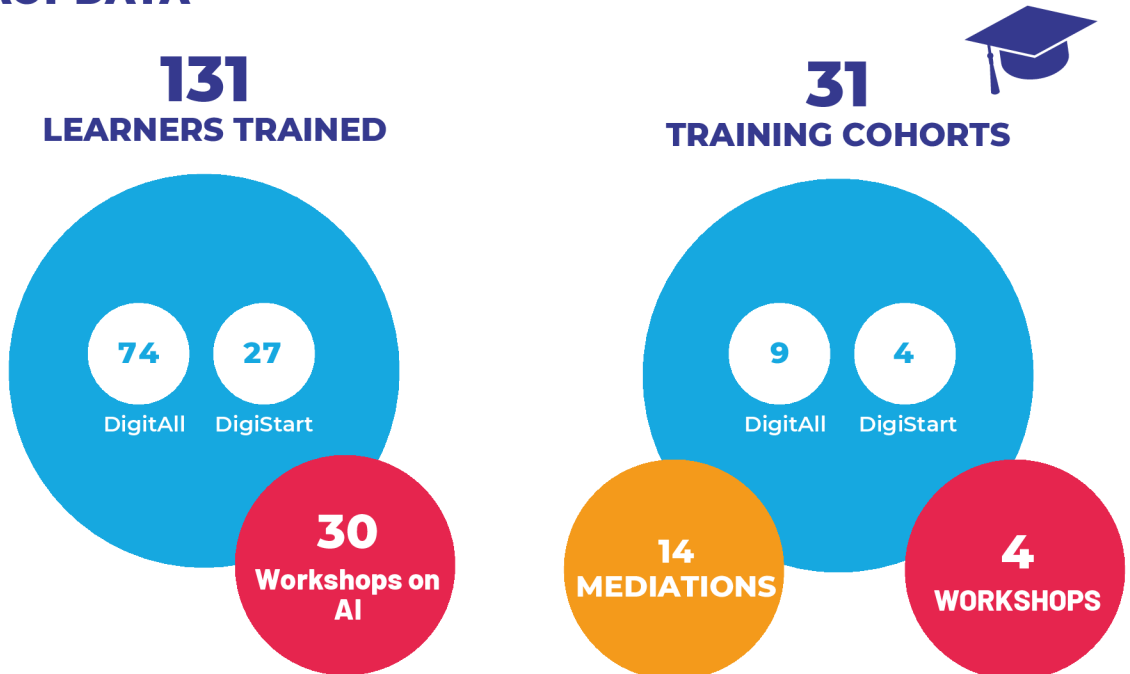 131
LEARNERS TRAINED
74
27
DigitAll
DigiStart
30
Workshops on
AI
31
TRAINING COHORTS
9
4
DigitAll
DigiStart
14
MEDIATIONS
4
WORKSHOPS